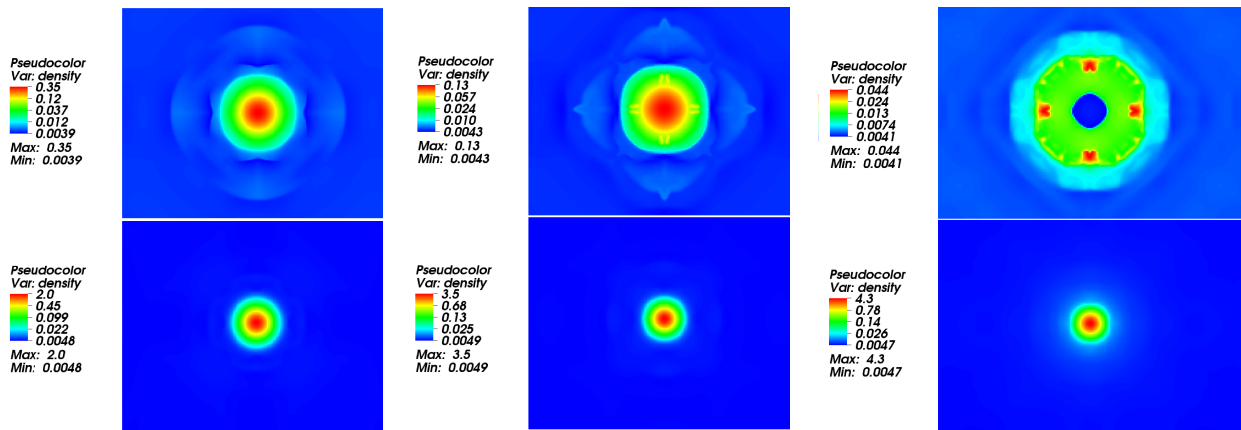 Pseudocolor
Var: density
0.35
0.12
0.037
0.012
0.0039
Max: 0.35
Min: 0.0039
Pseudocolor
Var: density
0.13
0.057
0.024
0.010
0.0043
Max: 0.13
Min: 0.0043
Pseudocolor
Var: density
0.044
0.024
0.013
0.0074
0.0041
Max: 0.044
Min: 0.0041
Pseudocolor
Var: density
2.0
0.45
0.099
0.022
0.0048
Max: 2.0
Min: 0.0048
Pseudocolor
Var: density
3.5
0.68
0.13
0.025
0.0049
Max: 3.5
Min: 0.0049
Pseudocolor
Var: density
4.3
0.78
0.14
0.026
0.0047
Max: 4.3
Min: 0.0047